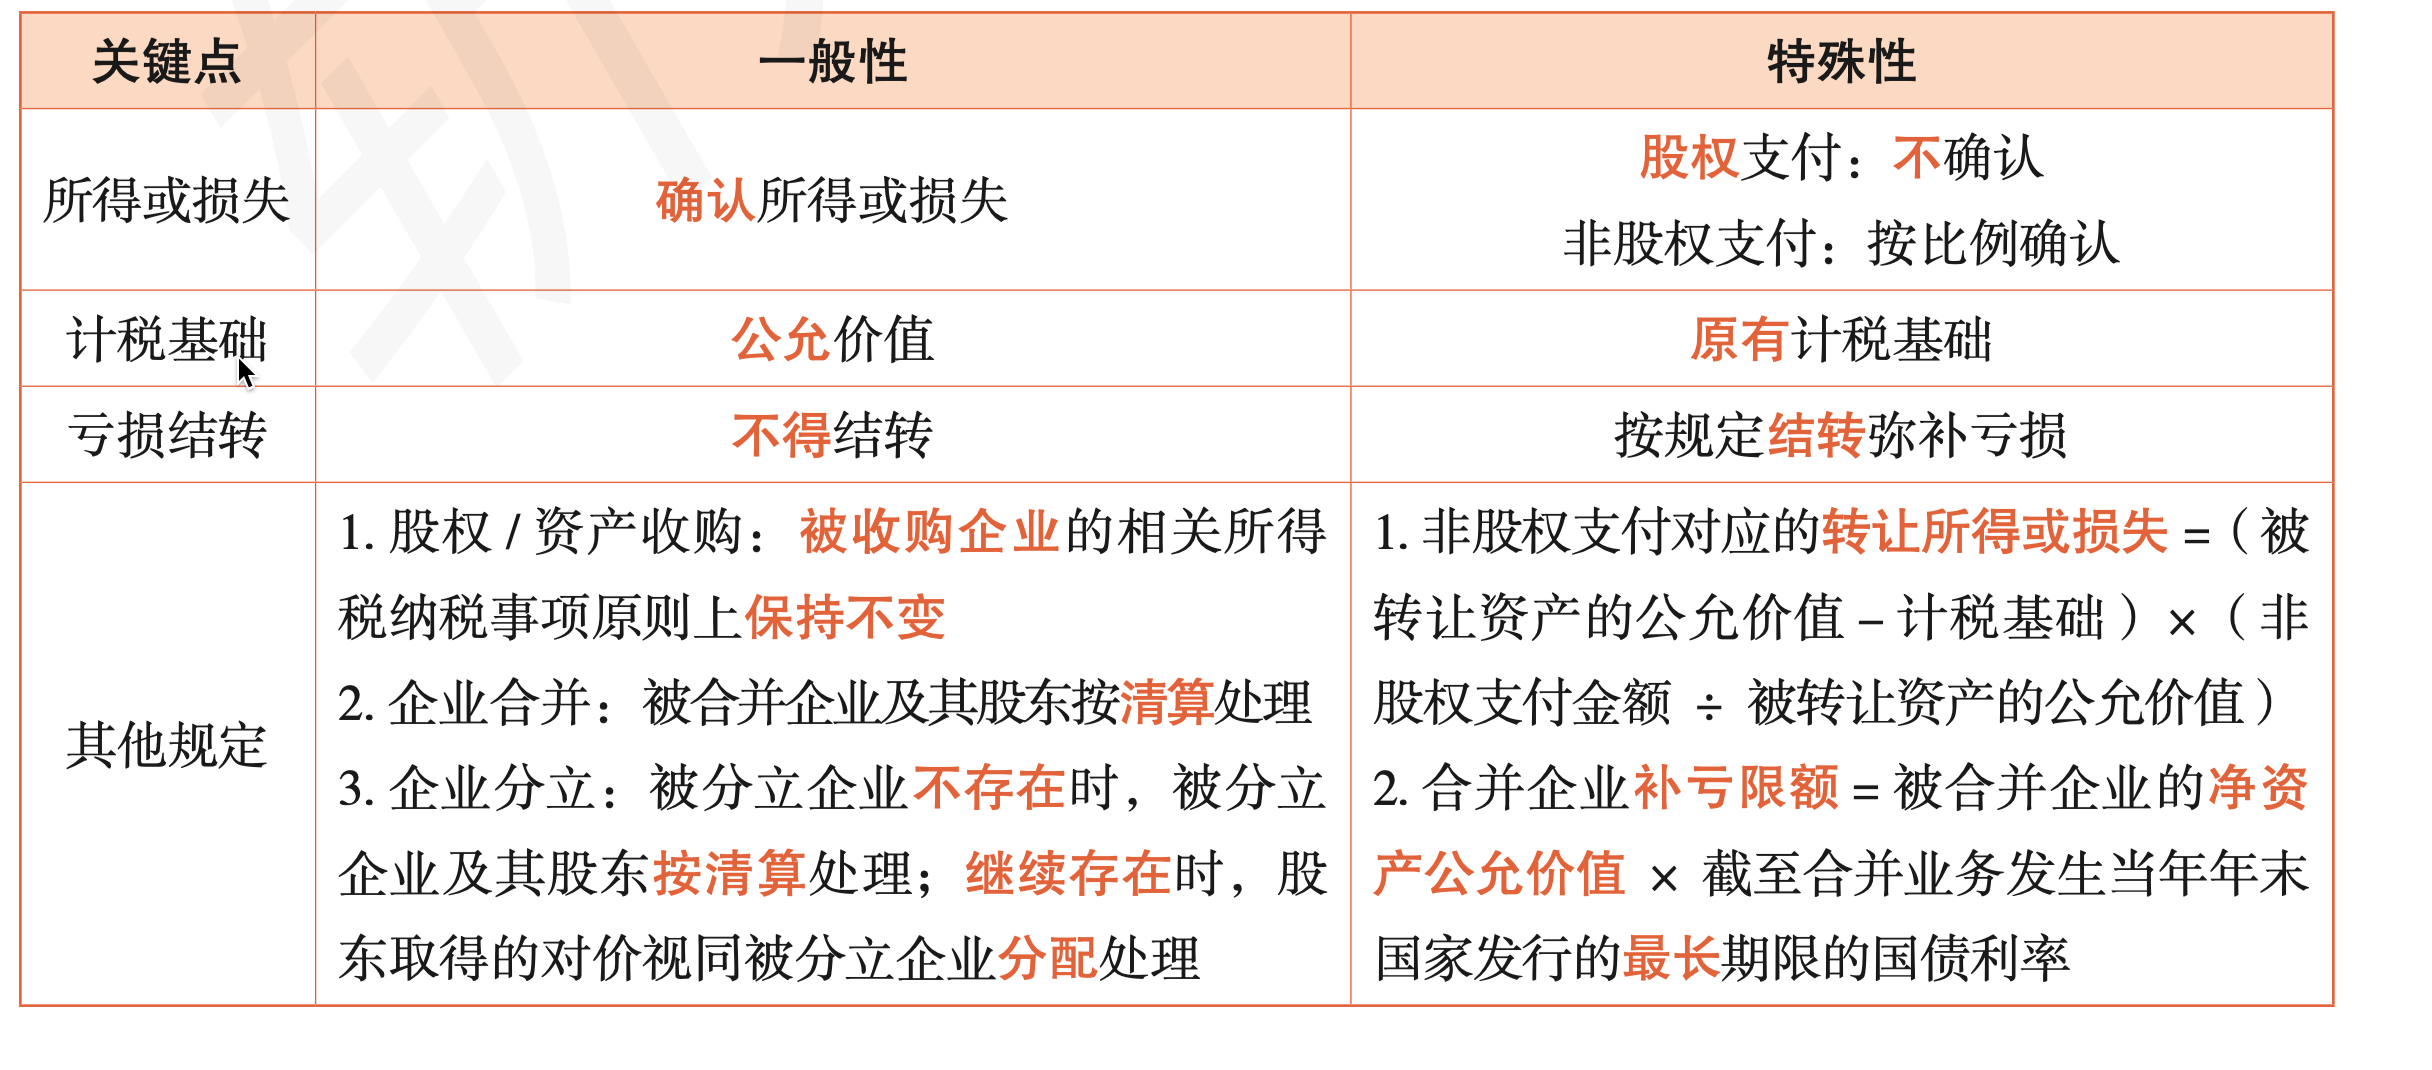 关键点
一般性
特殊性
所得或损失
确认所得或损失
股权支付：不确认
非股权支付：按比例确认
计税基础
公允价值
原有计税基础
亏损结转
不得结转
按规定结转弥补亏损
其他规定
1. 股权 / 资产收购：被收购企业的相关所得
税纳税事项原则上保持不变
2. 企业合并：被合并企业及其股东按清算处理
3. 企业分立：被分立企业不存在时，被分立
企业及其股东按清算处理；继续存在时，股
东取得的对价视同被分立企业分配处理
1. 非股权支付对应的转让所得或损失 =（被
转让资产的公允价值 – 计税基础）×（非
股权支付金额 ÷ 被转让资产的公允价值）
2. 合并企业补亏限额 = 被合并企业的净资
产公允价值 × 截至合并业务发生当年年末
国家发行的最长期限的国债利率